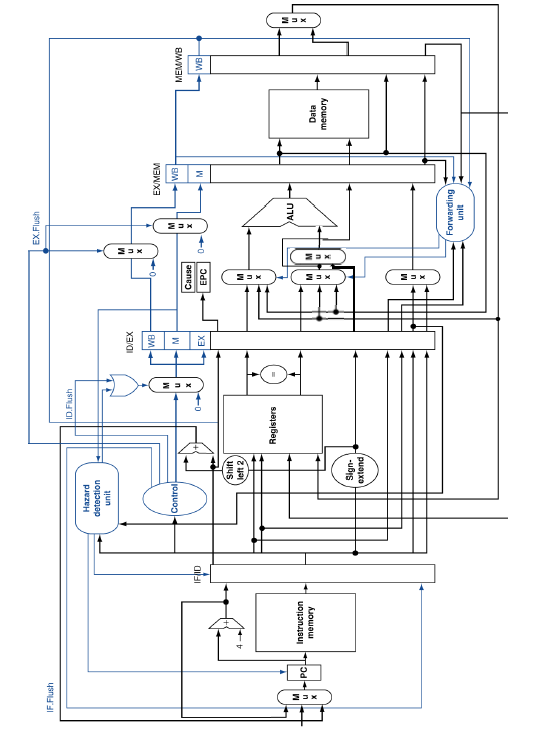 IF.Flush
EX.Flush
ID.Flush
Hazard
detection
unit
M
u
x
M
u
x
ID/EX
WB
EX/MEM
0
M
u
x
WB
MEM/WB
Control
M
u
x
0
M
EX
Cause
EPC
0
M
WB
IF/ID
+
4
+
Shift
left 2
Registers
=
M
u
x
M
u
x
ALU
M
u
x
PC
Instruction
memory
M
u
x
Data
memory
M
u
x
Sign-
extend
M
u
x
Forwarding
unit